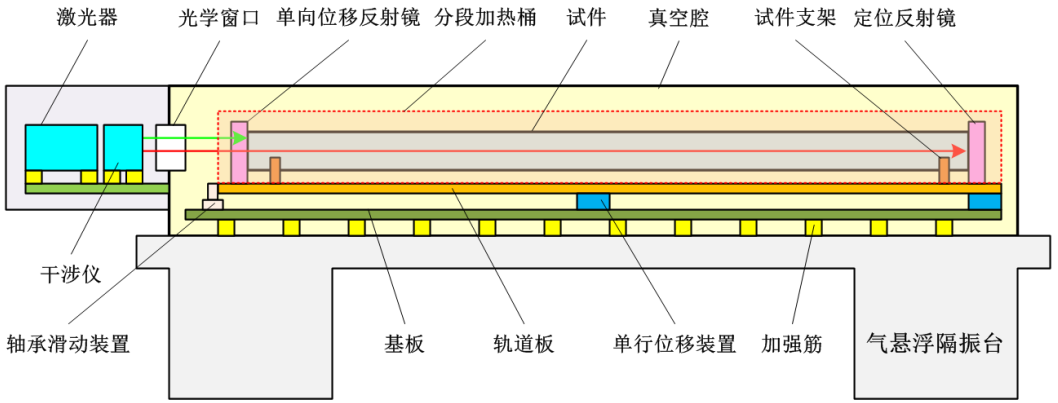 激光器 光学窗口 单向位移反射镜 分段加热桶 试件 真空腔 试件支架 定位反射镜
干涉仪
轴承滑动装置 基板 轨道板 单行位移装置 加强筋 气悬浮隔振台